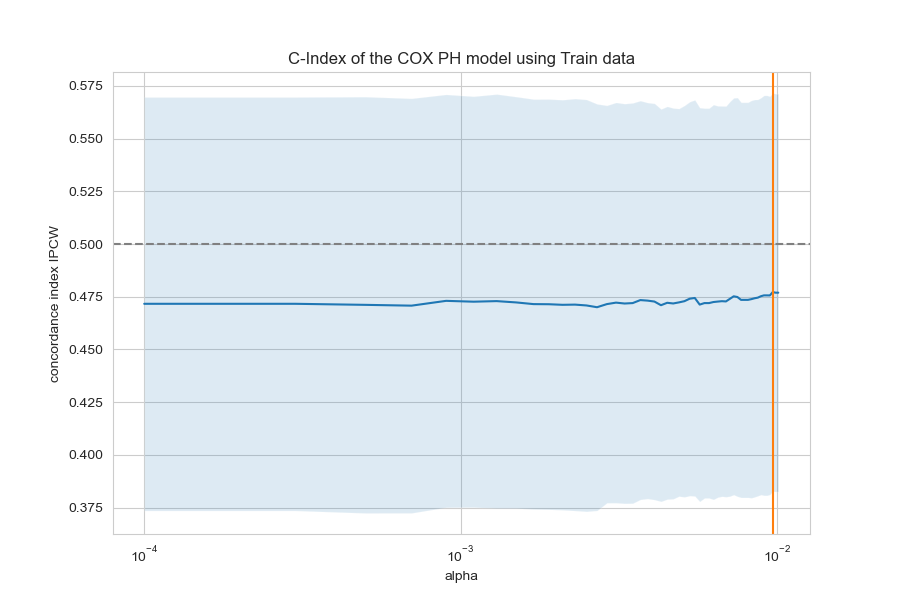 C-Index of the COX PH model using Train data
concordance index IPCW
0.575
0.550
0.525
0.500
0.475
0.450
0.425
0.400
0.375
10⁻⁴ 10⁻³ 10⁻²
alpha